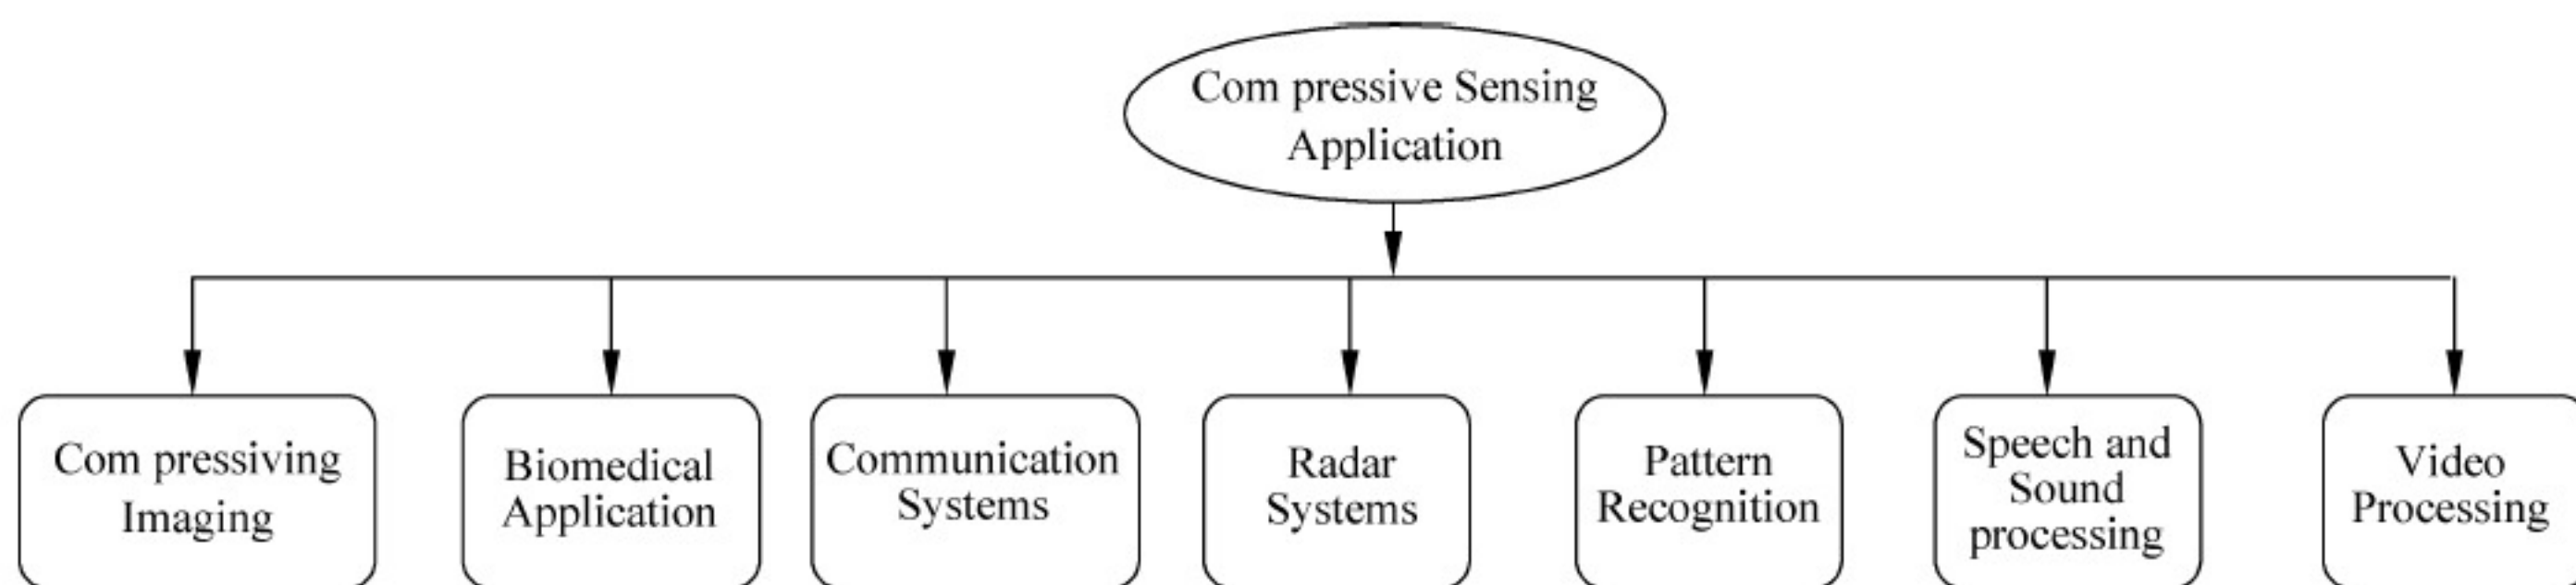 Com pressive Sensing
Application
Com pressiving
Imaging
Biomedical
Application
Communication
Systems
Radar
Systems
Pattern
Recognition
Speech and
Sound
processing
Video
Processing